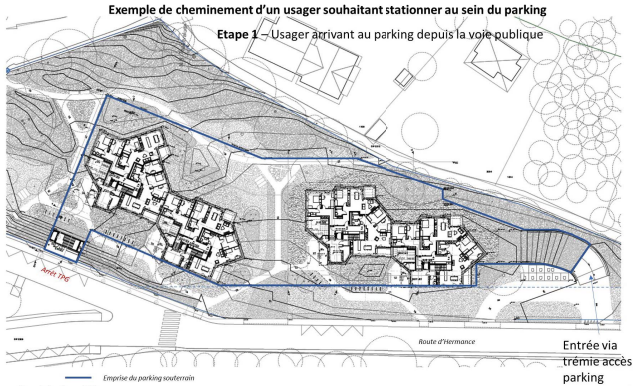 Exemple de cheminement d'un usager souhaitant stationner au sein du parking
Etape 1 – Usager arrivant au parking depuis la voie publique
Arrêt TPG
Route d'Hermance
Entrée via
trémie accès
parking
Emprise du parking souterrain